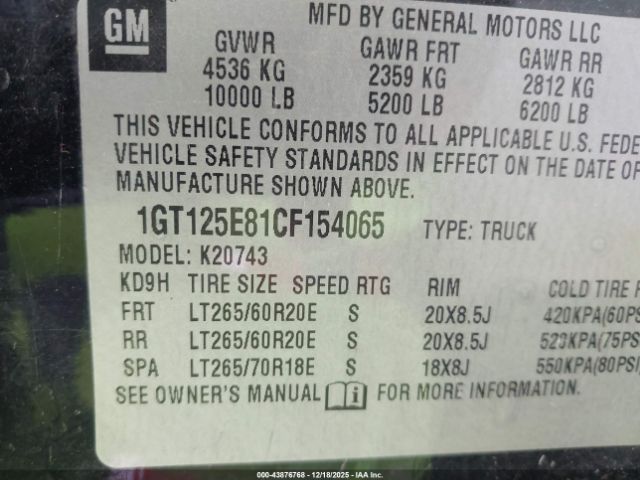 GM
MFD BY GENERAL MOTORS LLC
GVWR GAWR FRT GAWR RR
4536 KG 2359 KG 2812 KG
10000 LB 5200 LB 6200 LB
THIS VEHICLE CONFORMS TO ALL APPLICABLE U.S. FEDE
VEHICLE SAFETY STANDARDS IN EFFECT ON THE DATE OF
MANUFACTURE SHOWN ABOVE.
1GT125E81CF154065 TYPE: TRUCK
MODEL: K20743
KD9H TIRE SIZE SPEED RTG RIM COLD TIRE P
FRT LT265/60R20E S 20X8.5J 420KPA(60PS
RR LT265/60R20E S 20X8.5J 523KPA(75PS
SPA LT265/70R18E S 18X8J 550KPA(80PSI)
SEE OWNER'S MANUAL i FOR MORE INFORMATION.
000-43876768 - 12/18/2025 - IAAI.COM